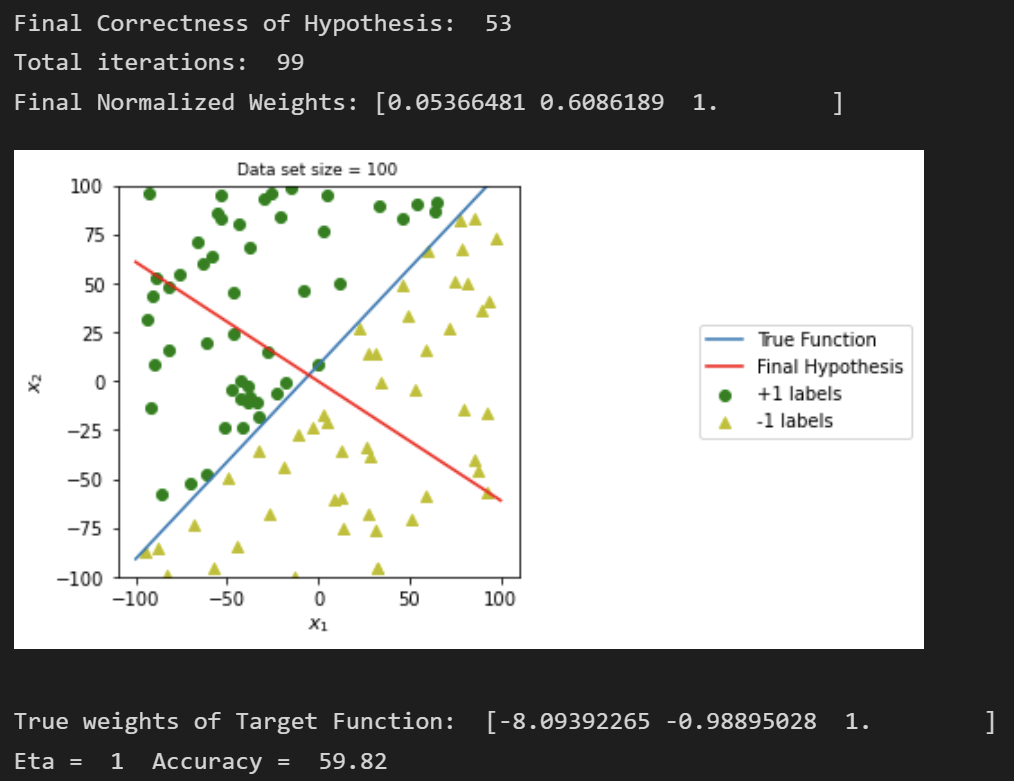 Final Correctness of Hypothesis:  53
Total iterations:  99
Final Normalized Weights: [0.05366481 0.6086189  1.        ]
Data set size = 100
100
75
50
25
0
−25
−50
−75
−100
x₂
−100 −50 0 50 100
x₁
True Function
Final Hypothesis
+1 labels
-1 labels
True weights of Target Function:  [-8.09392265 -0.98895028  1.        ]
Eta =  1  Accuracy =  59.82